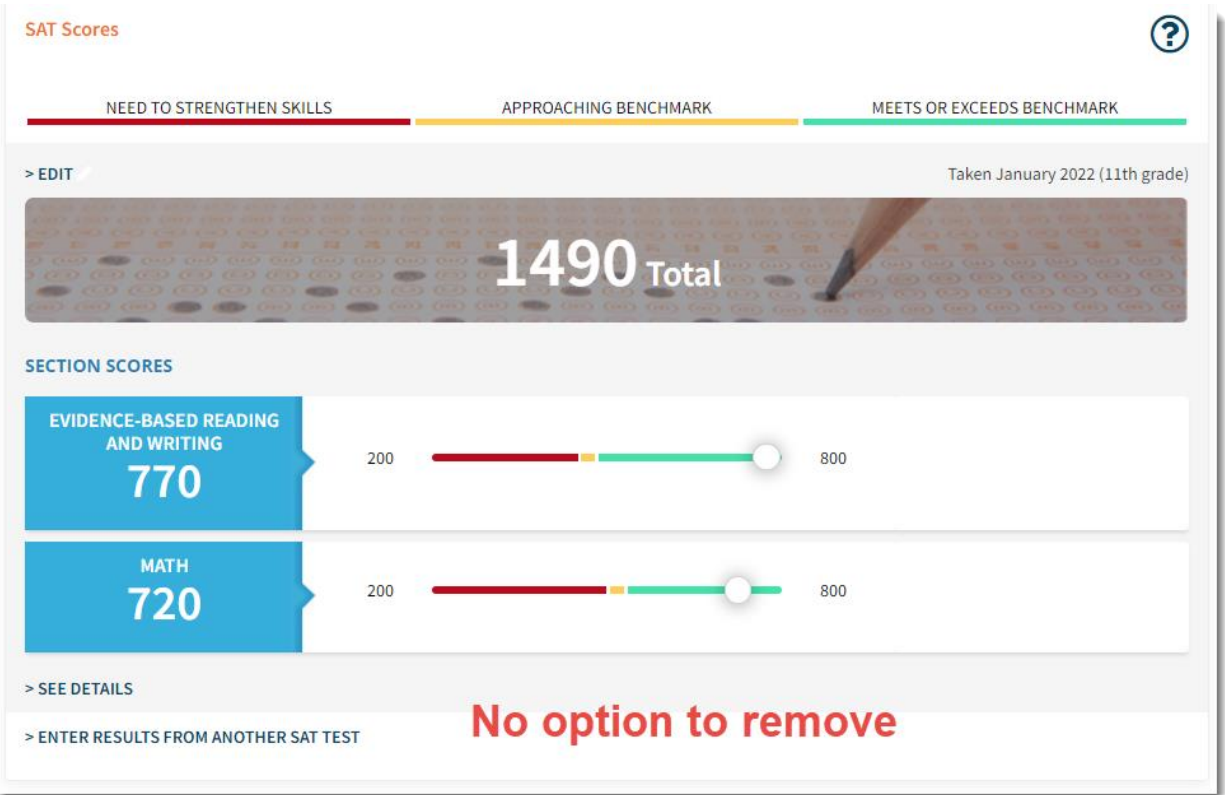 SAT Scores
?
NEED TO STRENGTHEN SKILLS
APPROACHING BENCHMARK
MEETS OR EXCEEDS BENCHMARK
> EDIT
Taken January 2022 (11th grade)
1490 Total
SECTION SCORES
EVIDENCE-BASED READING
AND WRITING
770
200
800
MATH
720
200
800
> SEE DETAILS
> ENTER RESULTS FROM ANOTHER SAT TEST
No option to remove